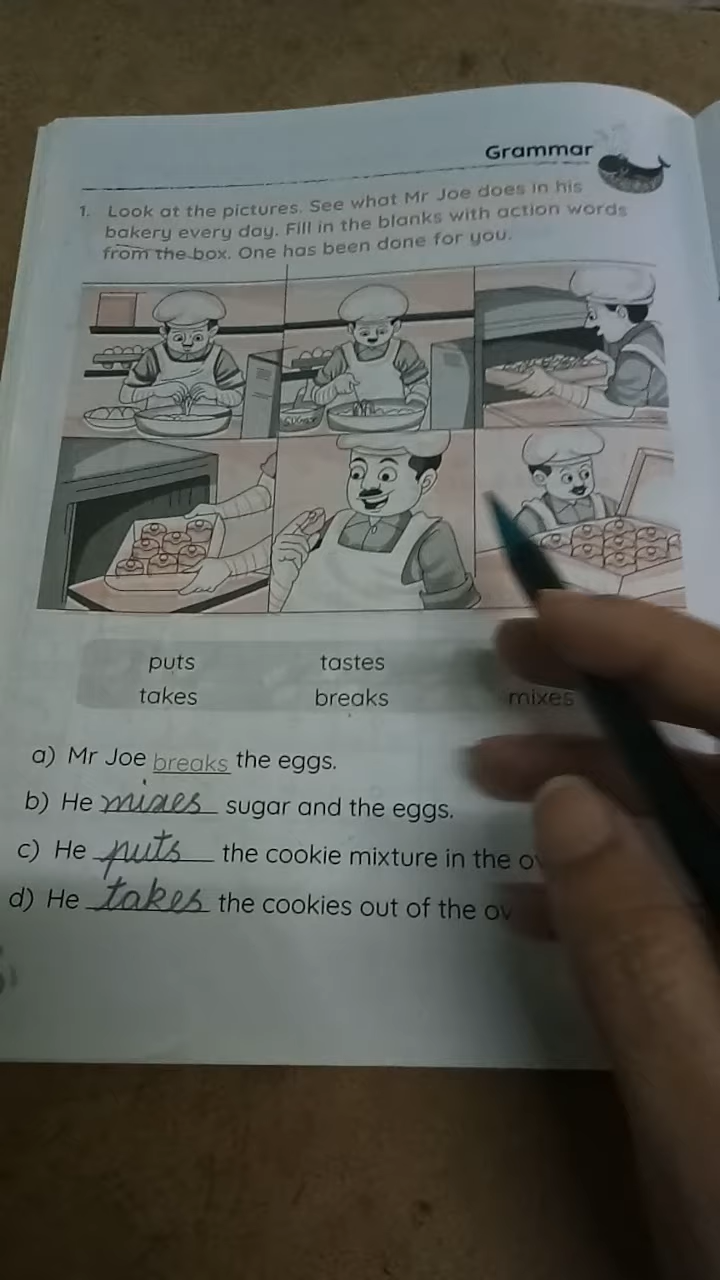 Grammar
1. Look at the pictures. See what Mr Joe does in his
bakery every day. Fill in the blanks with action words
from the box. One has been done for you.
puts tastes
takes breaks mixes
a) Mr Joe breaks the eggs.
b) He mixes sugar and the eggs.
c) He puts the cookie mixture in the
d) He takes the cookies out of the